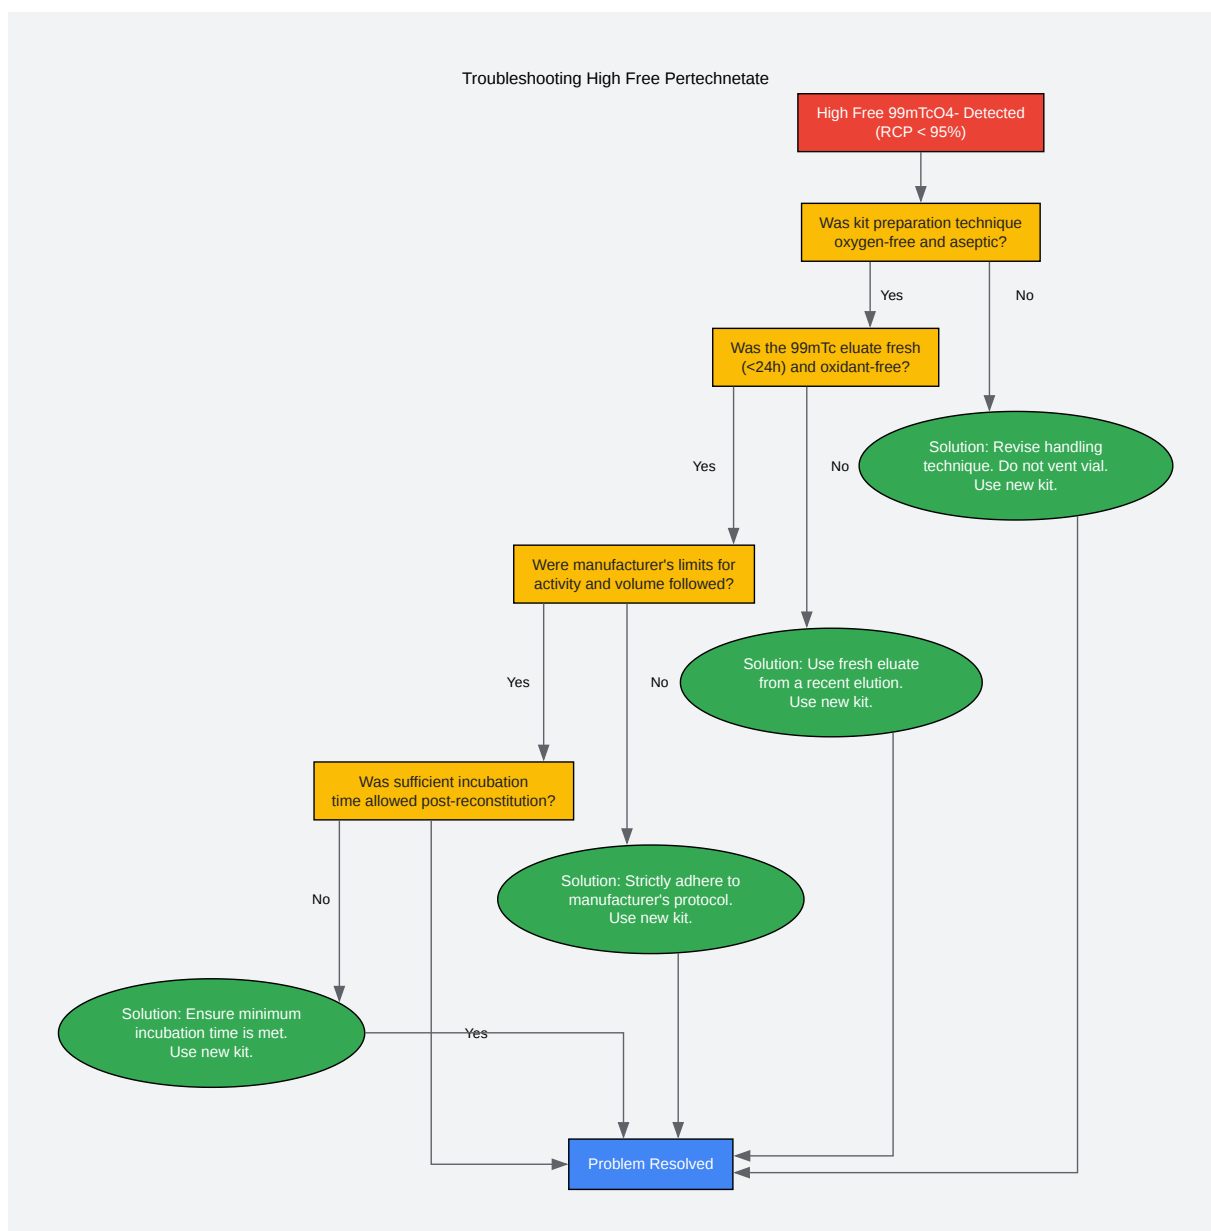 Troubleshooting High Free Pertechnetate
High Free 99mTcO4- Detected
(RCP < 95%)
Was kit preparation technique
oxygen-free and aseptic?
Yes
No
Was the 99mTc eluate fresh
(<24h) and oxidant-free?
Yes
No
Solution: Revise handling
technique. Do not vent vial.
Use new kit.
Were manufacturer's limits for
activity and volume followed?
Yes
No
Solution: Use fresh eluate
from a recent elution.
Use new kit.
Was sufficient incubation
time allowed post-reconstitution?
No
Solution: Strictly adhere to
manufacturer's protocol.
Use new kit.
Solution: Ensure minimum
incubation time is met.
Use new kit.
Yes
Problem Resolved